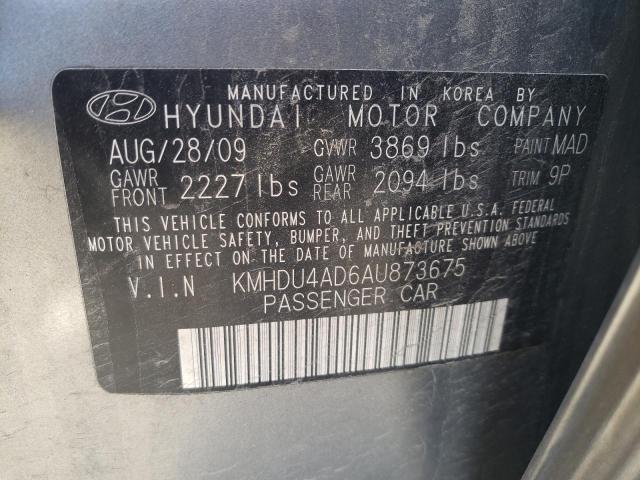 MANUFACTURED IN KOREA BY
HYUNDAI MOTOR COMPANY
AUG/28/09 GVWR 3869 lbs PAINT MAD
GAWR FRONT 2227 lbs GAWR REAR 2094 lbs TRIM 9P
THIS VEHICLE CONFORMS TO ALL APPLICABLE U.S.A. FEDERAL
MOTOR VEHICLE SAFETY, BUMPER, AND THEFT PREVENTION STANDARDS
IN EFFECT ON THE DATE OF MANUFACTURE SHOWN ABOVE
V.I.N KMHDU4AD6AU873675
PASSENGER CAR